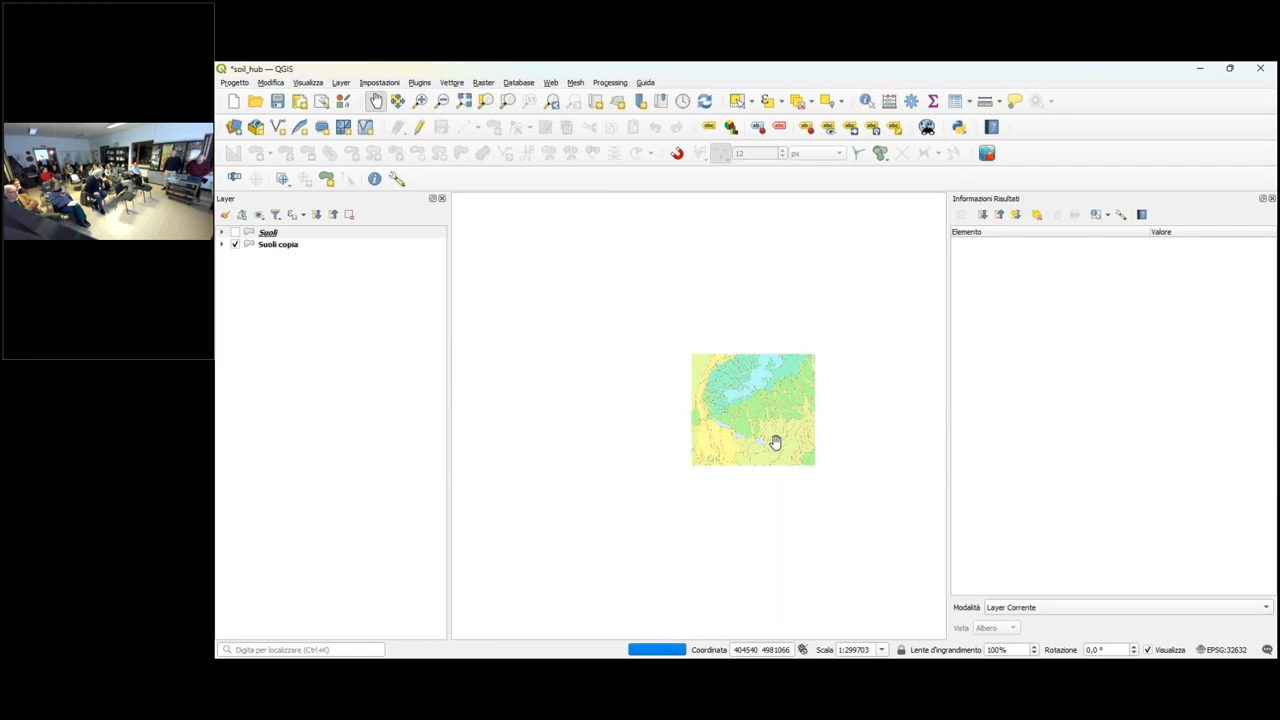 *soil_hub — QGIS
Progetto Modifica Visualizza Layer Impostazioni Plugins Vettore Raster Database Web Mesh Processing Guida
12 px
Layer
Informazioni Risultati
Suoli
Suoli copia
Elemento Valore
Modalità Layer Corrente
Vista Albero
Digita per localizzare (Ctrl+K) Coordinata 404540 4981066 Scala 1:299703 Lente d'ingrandimento 100% Rotazione 0,0 ° Visualizza EPSG:32632